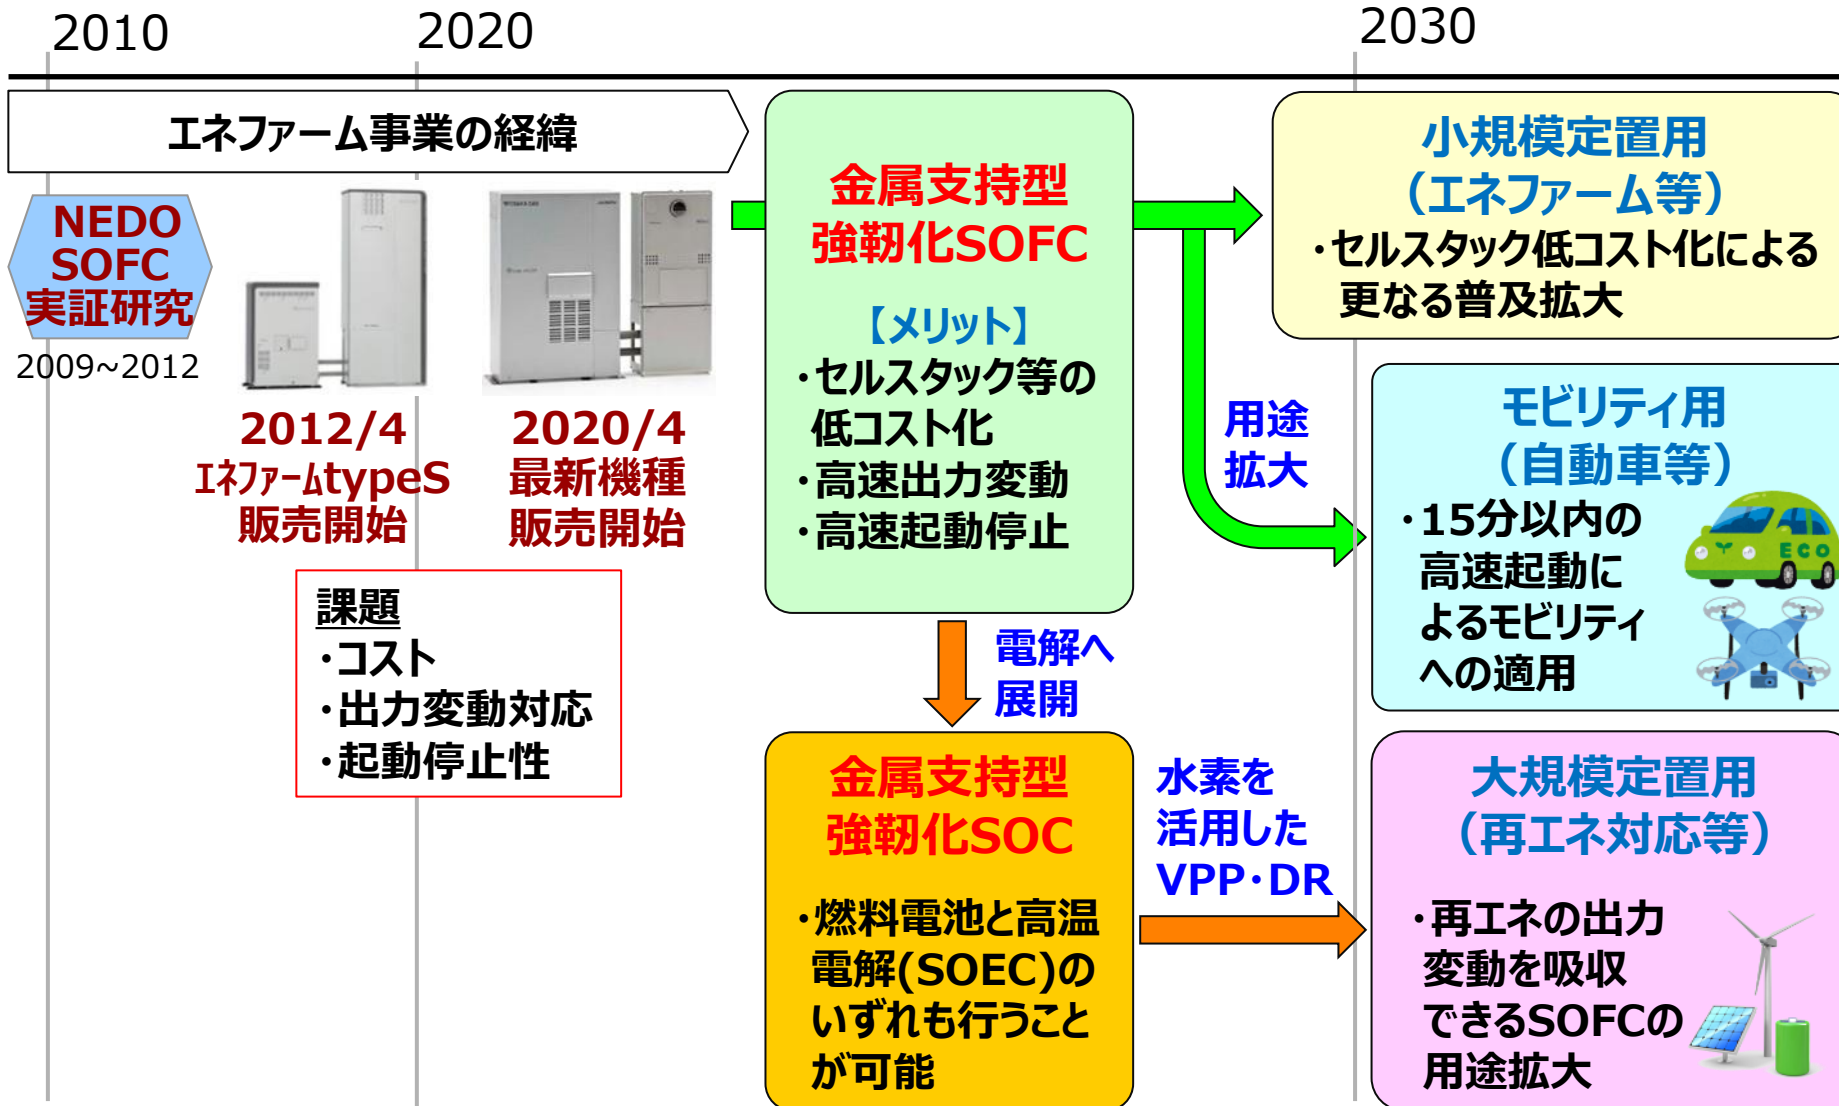 2010
2020
2030
エネファーム事業の経緯
NEDO
SOFC
実証研究
2009~2012
2012/4
エネファームtypeS
販売開始
2020/4
最新機種
販売開始
課題
・コスト
・出力変動対応
・起動停止性
金属支持型
強靭化SOFC
【メリット】
・セルスタック等の
低コスト化
・高速出力変動
・高速起動停止
電解へ
展開
金属支持型
強靭化SOC
・燃料電池と高温
電解(SOEC)の
いずれも行うこと
が可能
用途
拡大
水素を
活用した
VPP・DR
小規模定置用
（エネファーム等）
・セルスタック低コスト化による
更なる普及拡大
モビリティ用
（自動車等）
・15分以内の
高速起動に
よるモビリティ
への適用
ECO
大規模定置用
（再エネ対応等）
・再エネの出力
変動を吸収
できるSOFCの
用途拡大